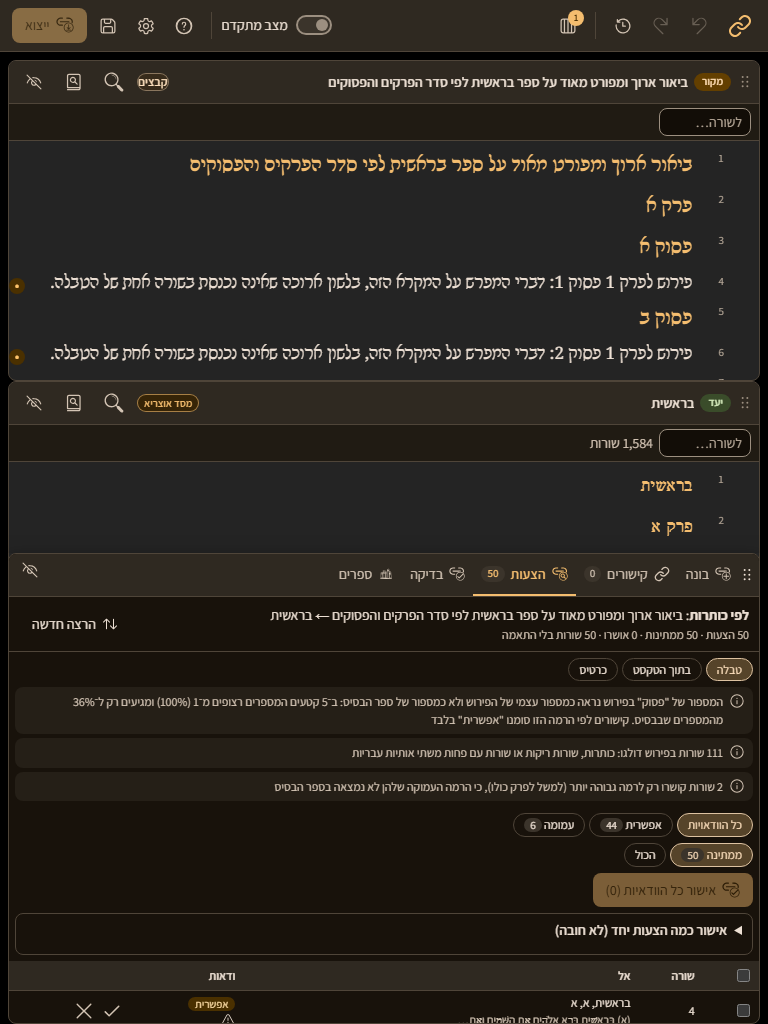 1
מצב מתקדם
ייצוא
מקור
ביאור ארוך ומפורט מאוד על ספר בראשית לפי סדר הפרקים והפסוקים
קבצים
לשורה...
1 ביאור ארוך ומפורט מאוד על ספר בראשית לפי סדר הפרקים והפסוקים
2 פרק א
3 פסוק א
4 פירוש לפרק 1 פסוק 1: דברי המפרש על המקרא הזה, בלשון ארוכה שאינה נכנסת בשורה אחת של הטבלה.
5 פסוק ב
6 פירוש לפרק 1 פסוק 2: דברי המפרש על המקרא הזה, בלשון ארוכה שאינה נכנסת בשורה אחת של הטבלה.
יעד
בראשית
מסד אוצריא
לשורה...
1,584 שורות
1 בראשית
2 פרק א
בונה
קישורים 0
הצעות 50
בדיקה
ספרים
לפי כותרות: ביאור ארוך ומפורט מאוד על ספר בראשית לפי סדר הפרקים והפסוקים ← בראשית
50 הצעות · 50 ממתינות · 0 אושרו · 50 שורות בלי התאמה
הרצה חדשה
טבלה
בתוך הטקסט
כרטיס
המספור של "פסוק" בפירוש נראה כמספור עצמי של הפירוש ולא כמספור של ספר הבסיס: ב־5 קטעים המספרים רצופים מ־1 (100%) ומגיעים רק ל־36%
מהמספרים שבבסיס. קישורים לפי הרמה הזו סומנו "אפשרית" בלבד
111 שורות בפירוש דולגו: כותרות, שורות ריקות או שורות עם פחות משתי אותיות עבריות
2 שורות קושרו רק לרמה גבוהה יותר (למשל לפרק כולו), כי הרמה העמוקה שלהן לא נמצאה בספר הבסיס
כל הוודאויות
אפשרית 44
עמומה 6
ממתינה 50
הכול
אישור כל הוודאיות (0)
אישור כמה הצעות יחד (לא חובה)
שורה
אל
ודאות
4
בראשית, א, א
אפשרית
(א) בראשית ברא אלקים את השמים ואת